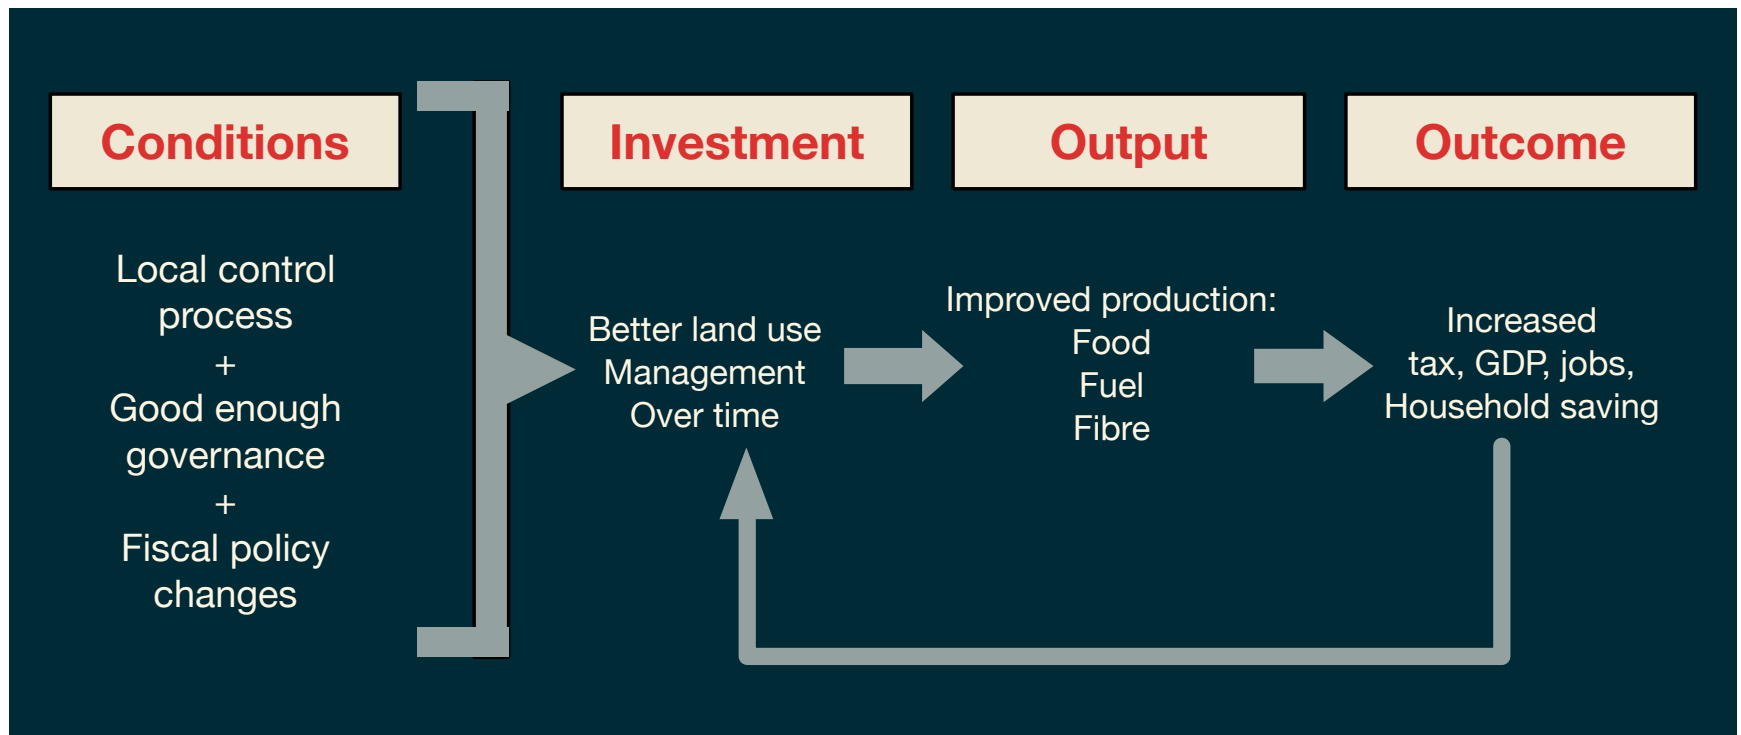 Conditions
Local control
process
+
Good enough
governance
+
Fiscal policy
changes
Investment
Better land use
Management
Over time
Output
Improved production:
Food
Fuel
Fibre
Outcome
Increased
tax, GDP, jobs,
Household saving